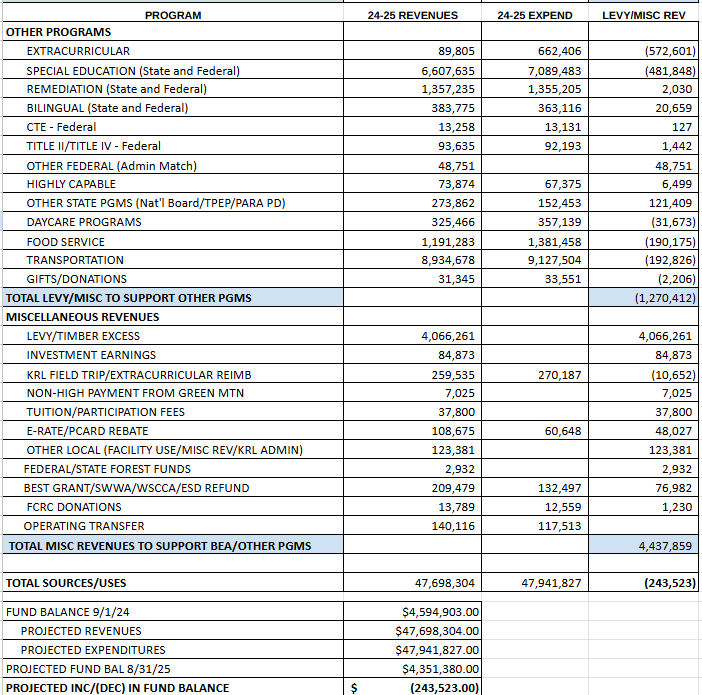 PROGRAM 24-25 REVENUES 24-25 EXPEND LEVY/MISC REV
OTHER PROGRAMS
EXTRACURRICULAR 89,805 662,406 (572,601)
SPECIAL EDUCATION (State and Federal) 6,607,635 7,089,483 (481,848)
REMEDIATION (State and Federal) 1,357,235 1,355,205 2,030
BILINGUAL (State and Federal) 383,775 363,116 20,659
CTE - Federal 13,258 13,131 127
TITLE II/TITLE IV - Federal 93,635 92,193 1,442
OTHER FEDERAL (Admin Match) 48,751 48,751
HIGHLY CAPABLE 73,874 67,375 6,499
OTHER STATE PGMS (Nat'l Board/TPEP/PARA PD) 273,862 152,453 121,409
DAYCARE PROGRAMS 325,466 357,139 (31,673)
FOOD SERVICE 1,191,283 1,381,458 (190,175)
TRANSPORTATION 8,934,678 9,127,504 (192,826)
GIFTS/DONATIONS 31,345 33,551 (2,206)
TOTAL LEVY/MISC TO SUPPORT OTHER PGMS (1,270,412)
MISCELLANEOUS REVENUES
LEVY/TIMBER EXCESS 4,066,261 4,066,261
INVESTMENT EARNINGS 84,873 84,873
KRL FIELD TRIP/EXTRACURRICULAR REIMB 259,535 270,187 (10,652)
NON-HIGH PAYMENT FROM GREEN MTN 7,025 7,025
TUITION/PARTICIPATION FEES 37,800 37,800
E-RATE/PCARD REBATE 108,675 60,648 48,027
OTHER LOCAL (FACILITY USE/MISC REV/KRL ADMIN) 123,381 123,381
FEDERAL/STATE FOREST FUNDS 2,932 2,932
BEST GRANT/SWWA/WSCCA/ESD REFUND 209,479 132,497 76,982
FCRC DONATIONS 13,789 12,559 1,230
OPERATING TRANSFER 140,116 117,513
TOTAL MISC REVENUES TO SUPPORT BEA/OTHER PGMS 4,437,859
TOTAL SOURCES/USES 47,698,304 47,941,827 (243,523)
FUND BALANCE 9/1/24 $4,594,903.00
PROJECTED REVENUES $47,698,304.00
PROJECTED EXPENDITURES $47,941,827.00
PROJECTED FUND BAL 8/31/25 $4,351,380.00
PROJECTED INC/(DEC) IN FUND BALANCE $ (243,523.00)